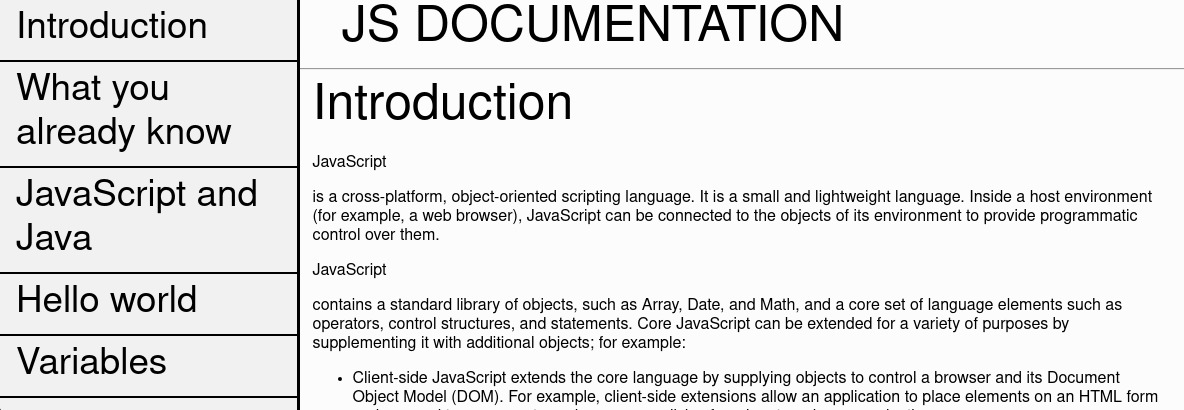 Introduction
What you
already know
JavaScript and
Java
Hello world
Variables
JS DOCUMENTATION
Introduction
JavaScript
is a cross-platform, object-oriented scripting language. It is a small and lightweight language. Inside a host environment
(for example, a web browser), JavaScript can be connected to the objects of its environment to provide programmatic
control over them.
JavaScript
contains a standard library of objects, such as Array, Date, and Math, and a core set of language elements such as
operators, control structures, and statements. Core JavaScript can be extended for a variety of purposes by
supplementing it with additional objects; for example:
• Client-side JavaScript extends the core language by supplying objects to control a browser and its Document
Object Model (DOM). For example, client-side extensions allow an application to place elements on an HTML form